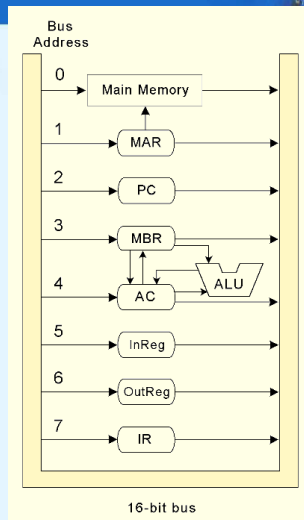 Bus
Address
0
Main Memory
1
MAR
2
PC
3
MBR
ALU
4
AC
5
InReg
6
OutReg
7
IR
16-bit bus